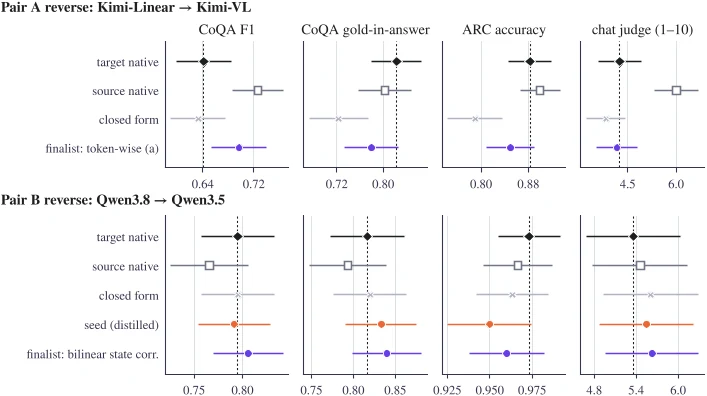 Pair A reverse: Kimi-Linear → Kimi-VL
CoQA F1
CoQA gold-in-answer
ARC accuracy
chat judge (1–10)
target native
source native
closed form
finalist: token-wise (a)
0.64 0.72
0.72 0.80
0.80 0.88
4.5 6.0
Pair B reverse: Qwen3.8 → Qwen3.5
target native
source native
closed form
seed (distilled)
finalist: bilinear state corr.
0.75 0.80
0.75 0.80 0.85
0.925 0.950 0.975
4.8 5.4 6.0